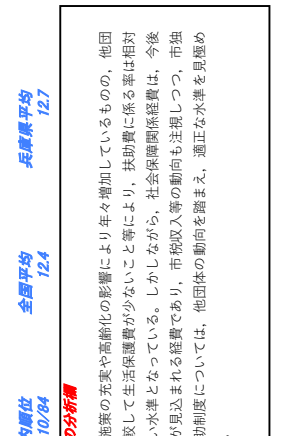 内順位 全国平均 兵庫県平均
10/84 12.4 12.7
の分析欄
施策の充実や高齢化の影響により年々増加しているものの，他団
較して生活保護費が少ないこと等により，扶助費に係る率は相対
い水準となっている。しかしながら，社会保障関係経費は，今後
が見込まれる経費であり，市税収入等の動向も注視しつつ，市独
助制度については，他団体の動向を踏まえ，適正な水準を見極め